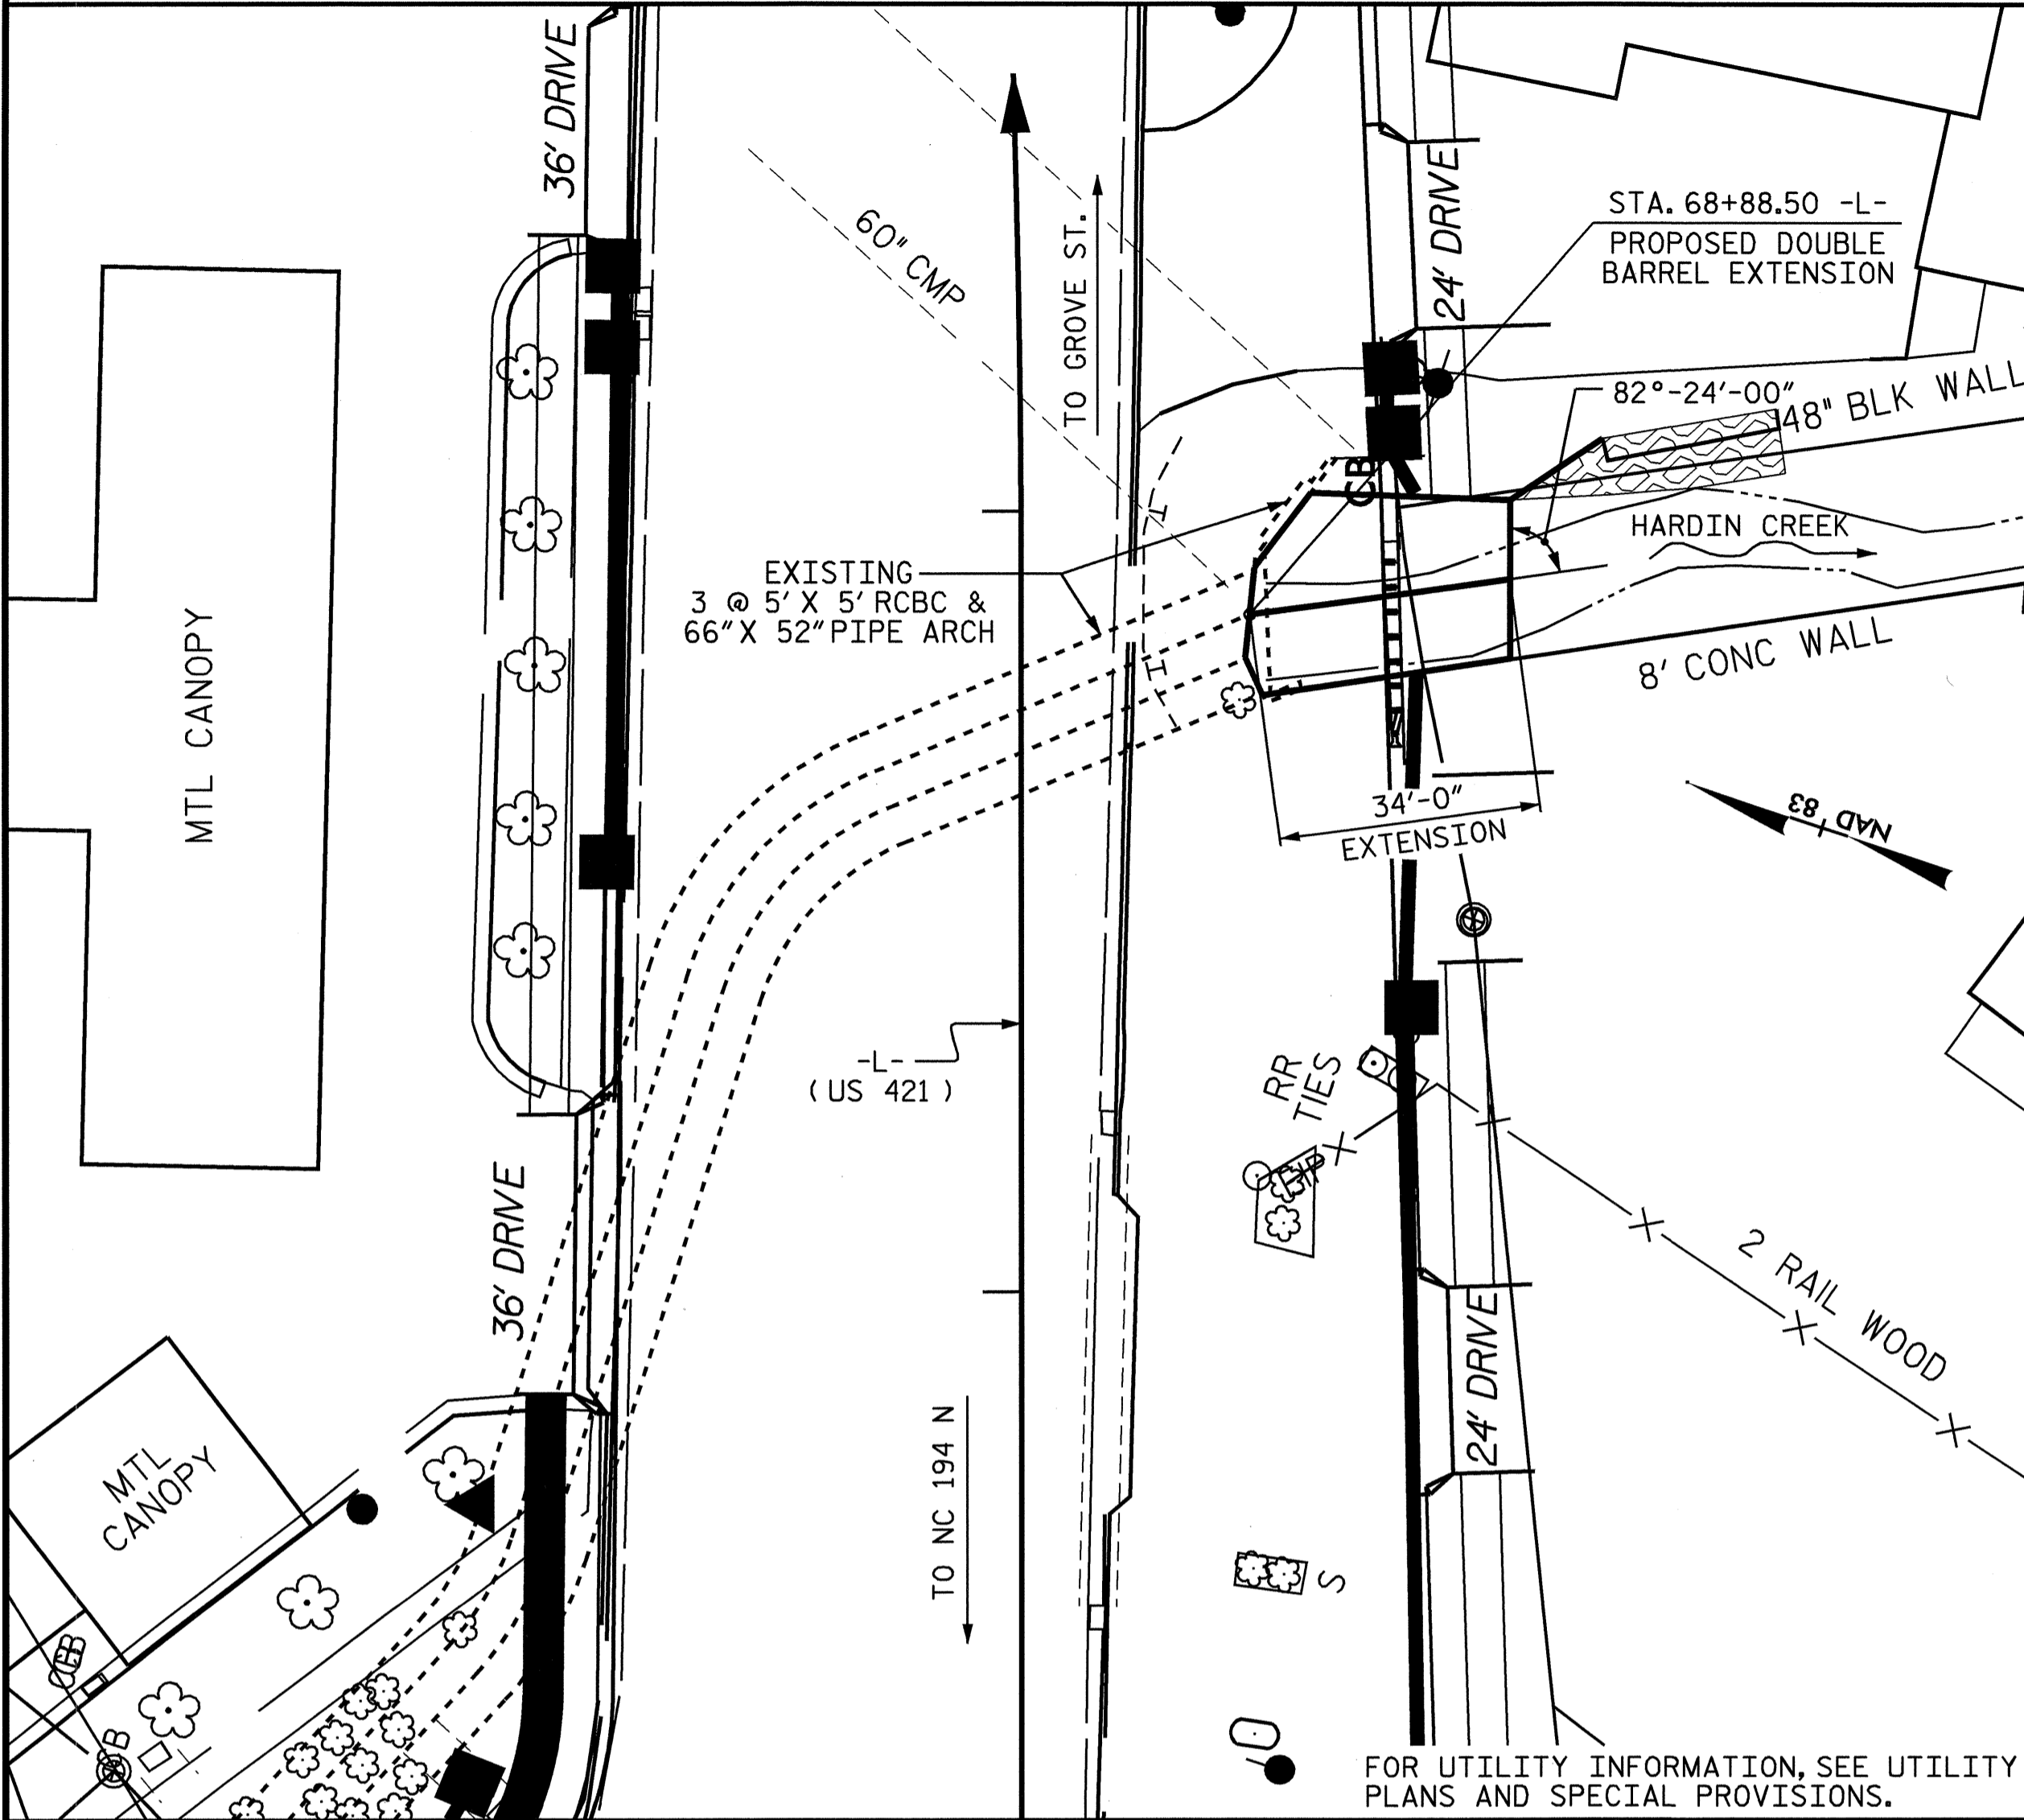 36' DRIVE
60" CMP
TO GROVE ST.
24' DRIVE
STA. 68+88.50 -L-
PROPOSED DOUBLE
BARREL EXTENSION
82°-24'-00"
48" BLK WALL
CB
HARDIN CREEK
EXISTING
3 @ 5' X 5' RCBC &
66" X 52" PIPE ARCH
MTL CANOPY
8' CONC WALL
34'-0"
EXTENSION
NAD 83
-L-
( US 421 )
RR
TIES
EIP
36' DRIVE
2 RAIL WOOD
24' DRIVE
TO NC 194 N
MTL
CANOPY
S
FOR UTILITY INFORMATION, SEE UTILITY
PLANS AND SPECIAL PROVISIONS.